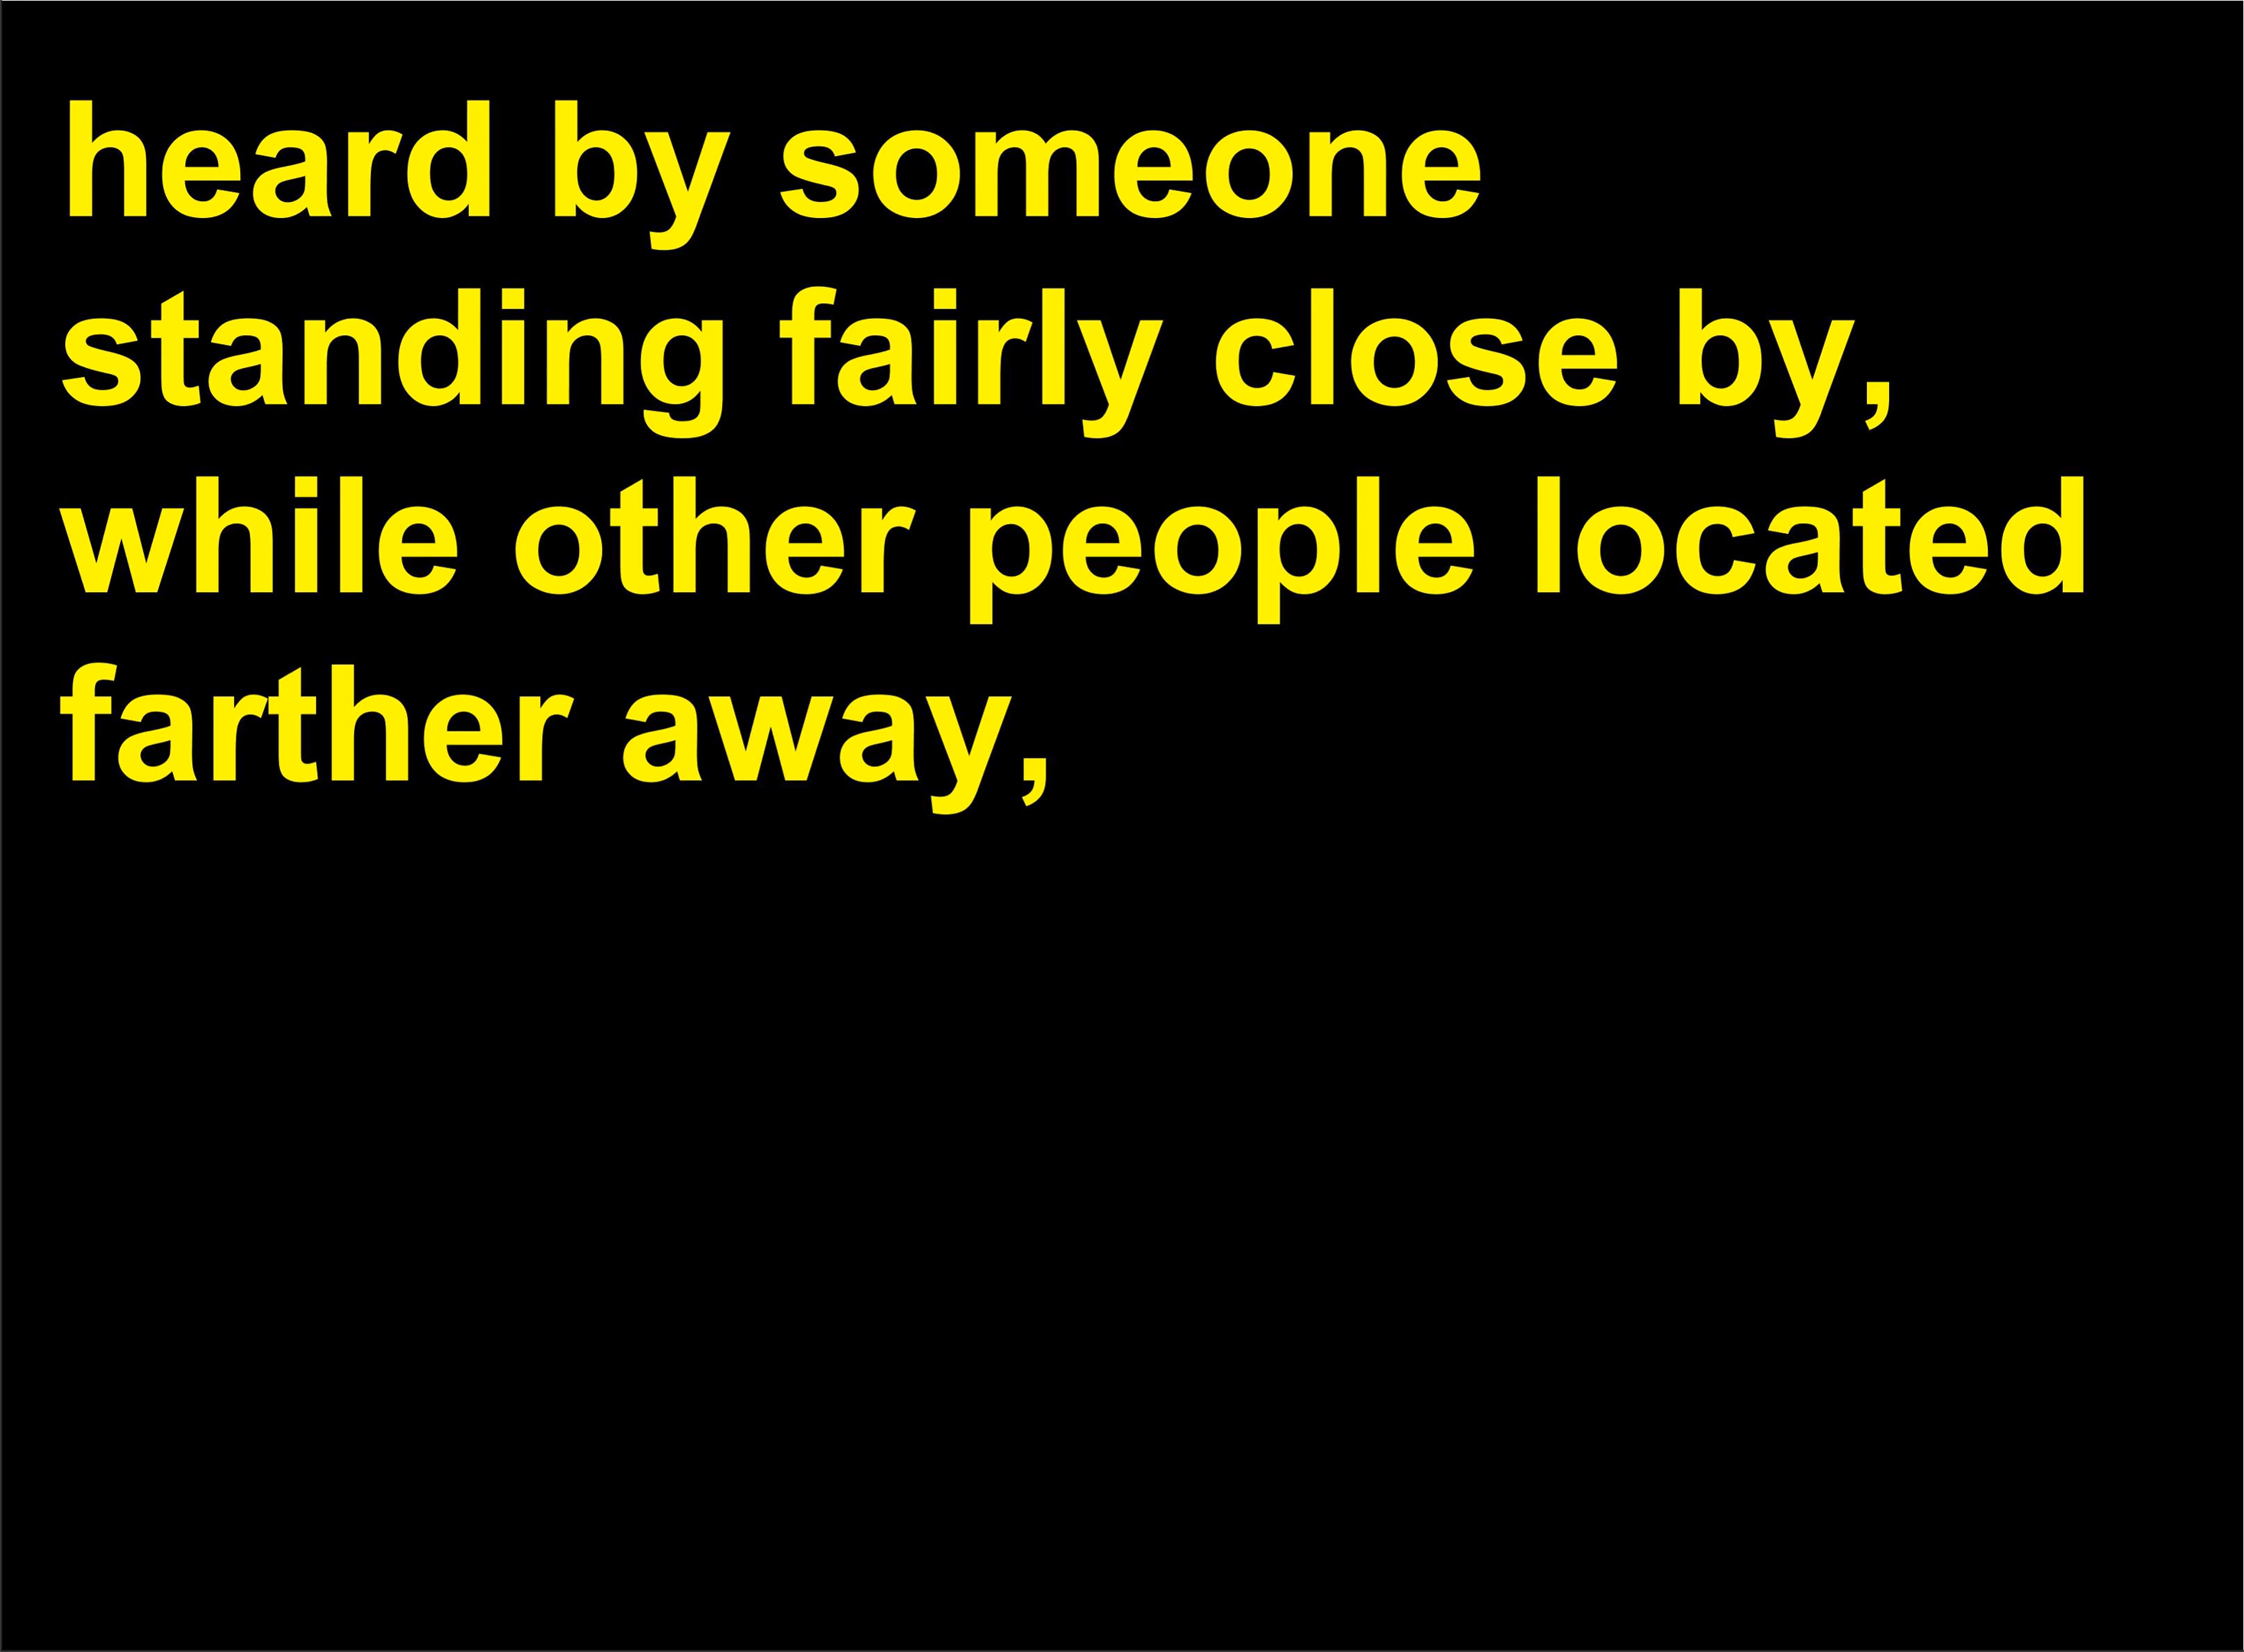 heard by someone
standing fairly close by,
while other people located
farther away,